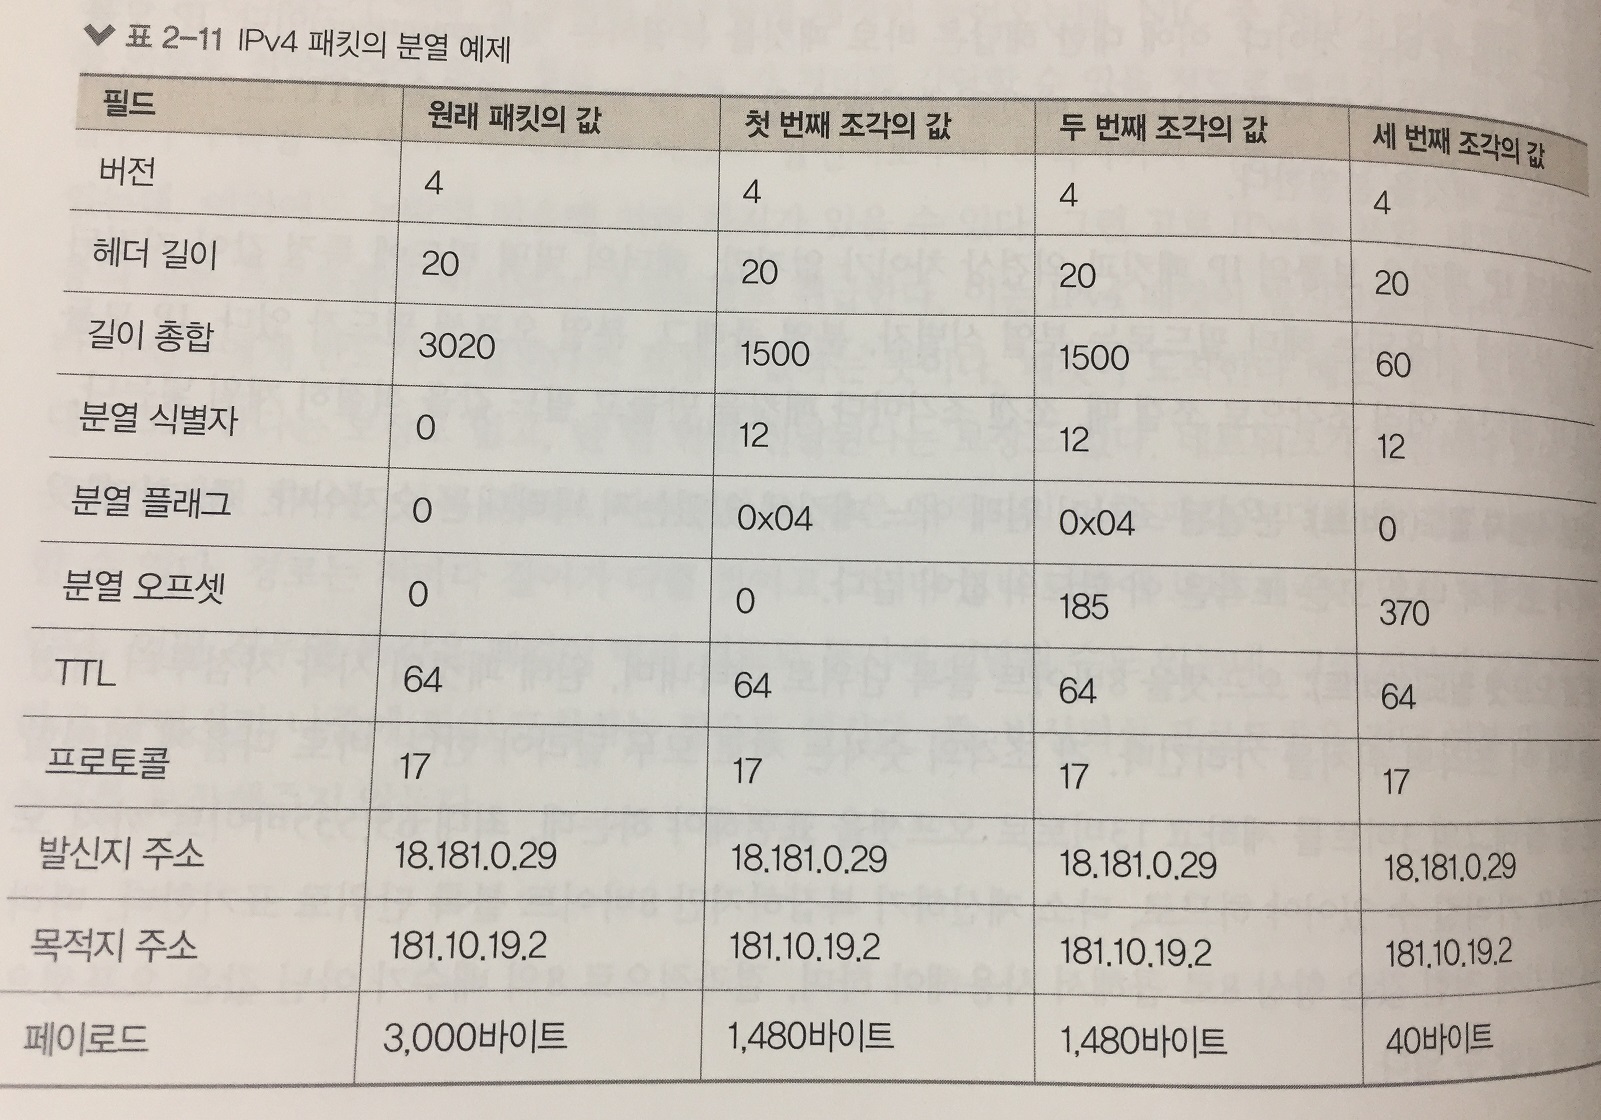 표 2-11 IPv4 패킷의 분열 예제
필드 원래 패킷의 값 첫 번째 조각의 값 두 번째 조각의 값 세 번째 조각의 값
버전 4 4 4 4
헤더 길이 20 20 20 20
길이 총합 3020 1500 1500 60
분열 식별자 0 12 12 12
분열 플래그 0 0x04 0x04 0
분열 오프셋 0 0 185 370
TTL 64 64 64 64
프로토콜 17 17 17 17
발신지 주소 18.181.0.29 18.181.0.29 18.181.0.29 18.181.0.29
목적지 주소 181.10.19.2 181.10.19.2 181.10.19.2 181.10.19.2
페이로드 3,000바이트 1,480바이트 1,480바이트 40바이트